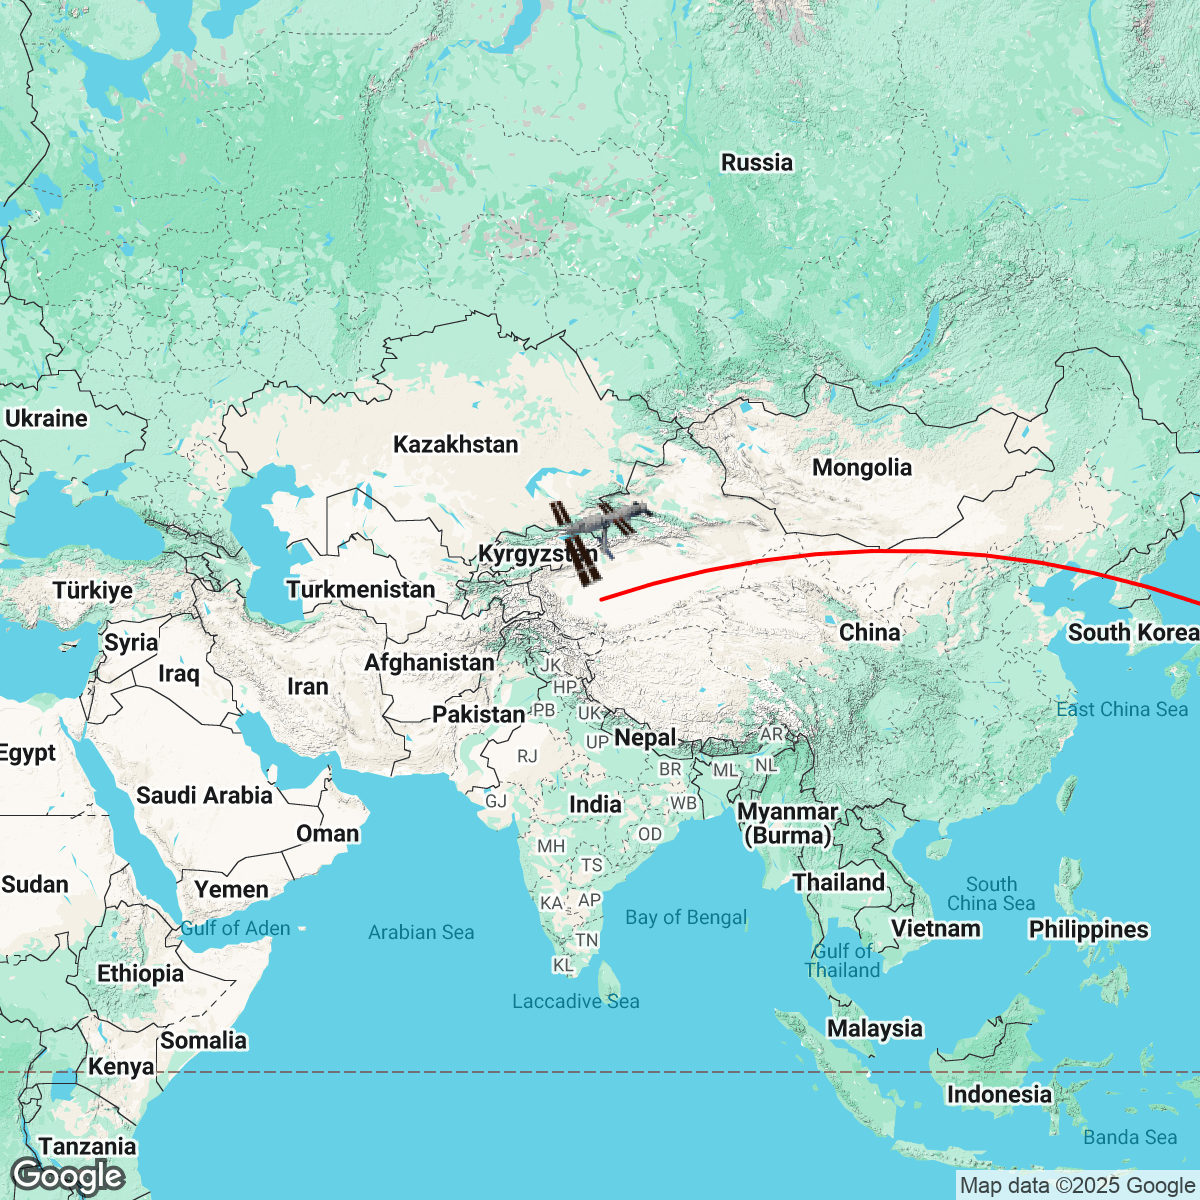 Russia
Ukraine
Kazakhstan
Mongolia
Kyrgyzstan
Türkiye
Turkmenistan
Syria
China
South Korea
Iraq
Afghanistan
JK
Iran
HP
Pakistan
PB
UK
East China Sea
Egypt
Nepal
AR
UP
RJ
BR
ML
NL
Saudi Arabia
GJ
India
WB
Myanmar
(Burma)
Oman
OD
MH
TS
Sudan
Yemen
Thailand
South
China Sea
KA
AP
Gulf of Aden
Arabian Sea
Bay of Bengal
Vietnam
Philippines
TN
Gulf of
Thailand
KL
Ethiopia
Laccadive Sea
Malaysia
Somalia
Kenya
Indonesia
Banda Sea
Tanzania
Google
Map data ©2025 Google